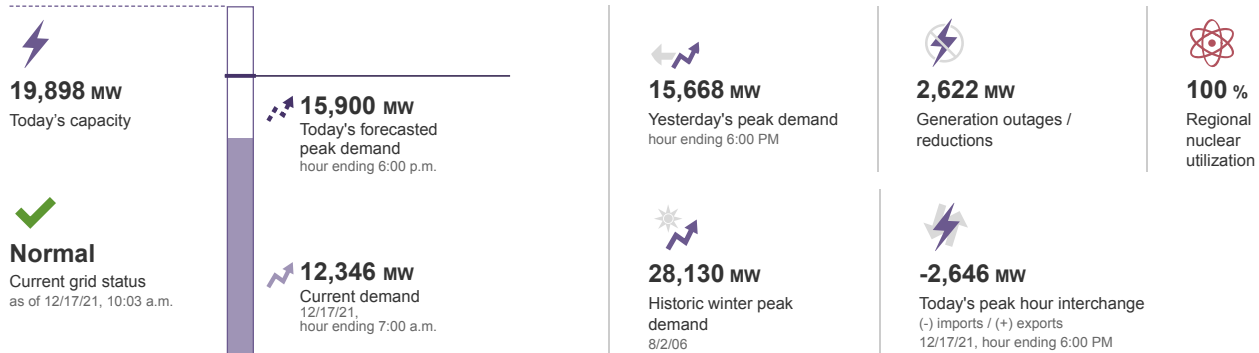 19,898 MW
Today's capacity
Normal
Current grid status
as of 12/17/21, 10:03 a.m.
15,900 MW
Today's forecasted
peak demand
hour ending 6:00 p.m.
12,346 MW
Current demand
12/17/21,
hour ending 7:00 a.m.
15,668 MW
Yesterday's peak demand
hour ending 6:00 PM
2,622 MW
Generation outages /
reductions
100 %
Regional
nuclear
utilization
28,130 MW
Historic winter peak
demand
8/2/06
-2,646 MW
Today's peak hour interchange
(-) imports / (+) exports
12/17/21, hour ending 6:00 PM